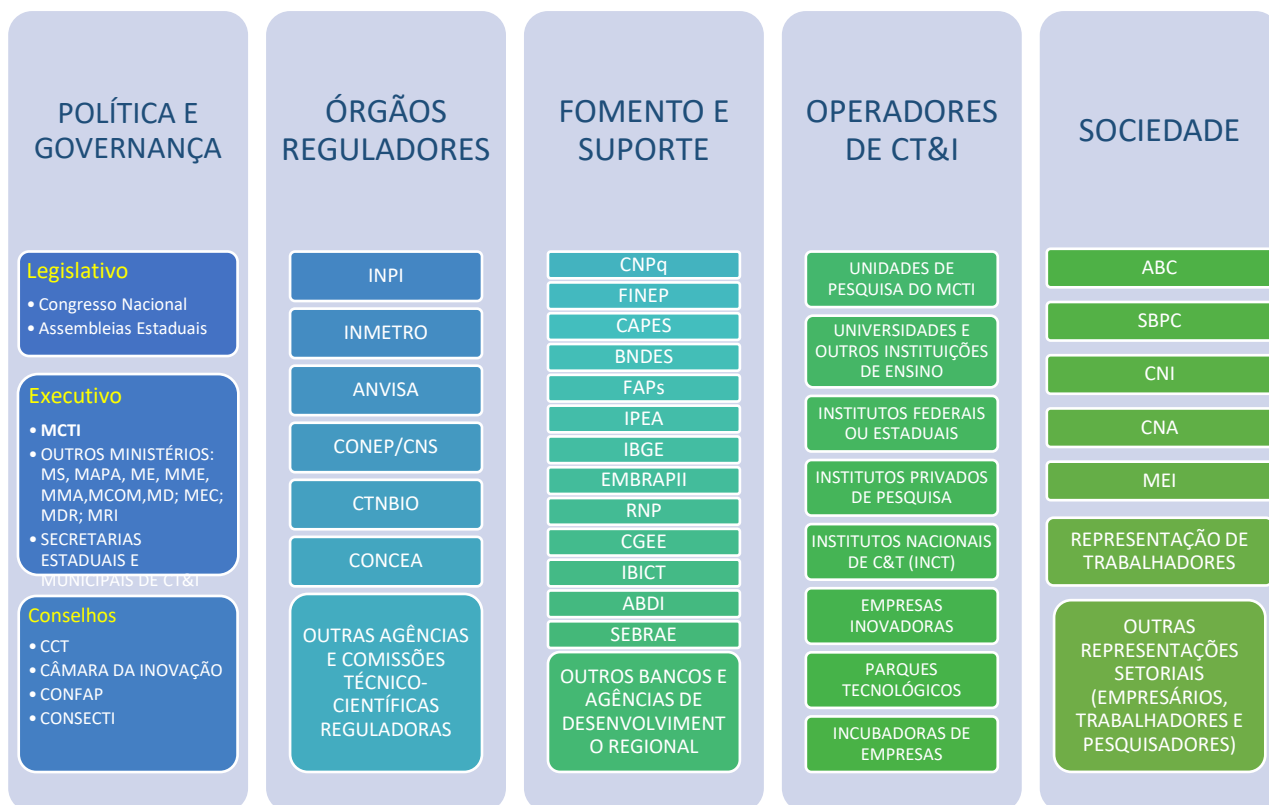 POLÍTICA E
GOVERNANÇA
Legislativo
• Congresso Nacional
• Assembleias Estaduais
Executivo
• MCTI
• OUTROS MINISTÉRIOS:
MS, MAPA, ME, MME,
MMA,MCOM,MD; MEC;
MDR; MRI
• SECRETARIAS
ESTADUAIS E
MUNICIPAIS DE CT&I
Conselhos
• CCT
• CÂMARA DA INOVAÇÃO
• CONFAP
• CONSECTI
ÓRGÃOS
REGULADORES
INPI
INMETRO
ANVISA
CONEP/CNS
CTNBIO
CONCEA
OUTRAS AGÊNCIAS
E COMISSÕES
TÉCNICO-
CIENTÍFICAS
REGULADORAS
FOMENTO E
SUPORTE
CNPq
FINEP
CAPES
BNDES
FAPs
IPEA
IBGE
EMBRAPII
RNP
CGEE
IBICT
ABDI
SEBRAE
OUTROS BANCOS E
AGÊNCIAS DE
DESENVOLVIMENT
O REGIONAL
OPERADORES
DE CT&I
UNIDADES DE
PESQUISA DO MCTI
UNIVERSIDADES E
OUTROS INSTITUIÇÕES
DE ENSINO
INSTITUTOS FEDERAIS
OU ESTADUAIS
INSTITUTOS PRIVADOS
DE PESQUISA
INSTITUTOS NACIONAIS
DE C&T (INCT)
EMPRESAS
INOVADORAS
PARQUES
TECNOLÓGICOS
INCUBADORAS DE
EMPRESAS
SOCIEDADE
ABC
SBPC
CNI
CNA
MEI
REPRESENTAÇÃO DE
TRABALHADORES
OUTRAS
REPRESENTAÇÕES
SETORIAIS
(EMPRESÁRIOS,
TRABALHADORES E
PESQUISADORES)